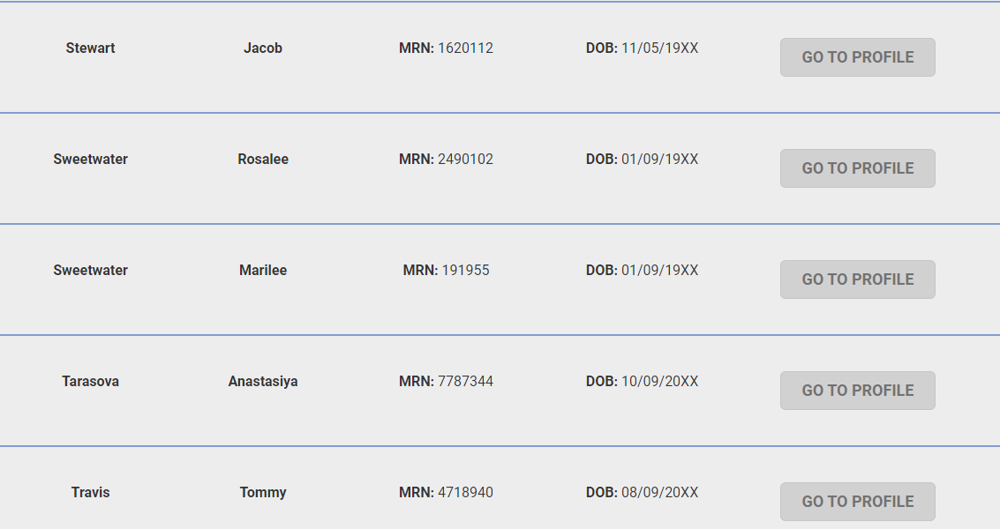 Stewart Jacob MRN: 1620112 DOB: 11/05/19XX GO TO PROFILE
Sweetwater Rosalee MRN: 2490102 DOB: 01/09/19XX GO TO PROFILE
Sweetwater Marilee MRN: 191955 DOB: 01/09/19XX GO TO PROFILE
Tarasova Anastasiya MRN: 7787344 DOB: 10/09/20XX GO TO PROFILE
Travis Tommy MRN: 4718940 DOB: 08/09/20XX GO TO PROFILE